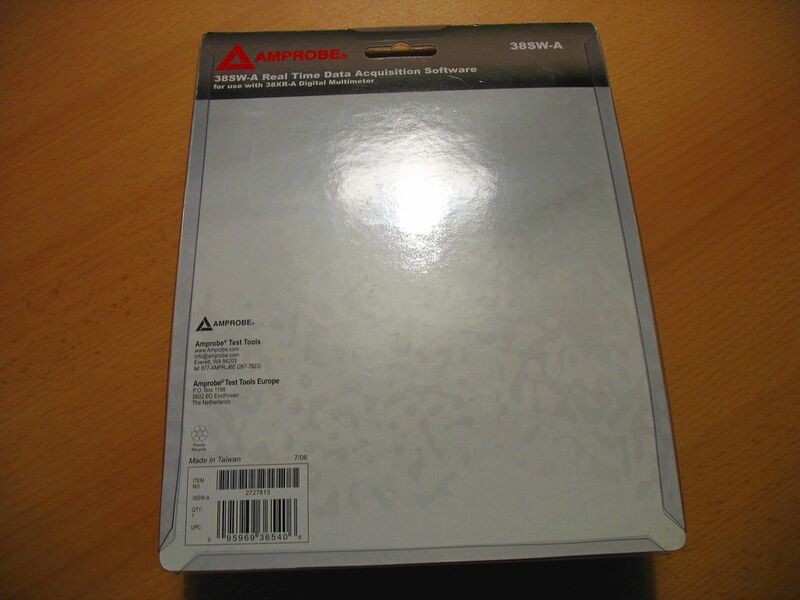 AMPROBE®
38SW-A
38SW-A Real Time Data Acquisition Software
for use with 38XR-A Digital Multimeter
AMPROBE®
Amprobe® Test Tools
www.Amprobe.com
info@amprobe.com
Everett, WA 98203
tel: 877-AMPROBE (267-7623)
Amprobe® Test Tools Europe
P.O. Box 1186
5602 BD Eindhoven
The Netherlands
Please
Recycle
Made in Taiwan
7/06
ITEM
NO.:
2727813
38SW-A
QTY:
1
UPC
0 95969 36540 6